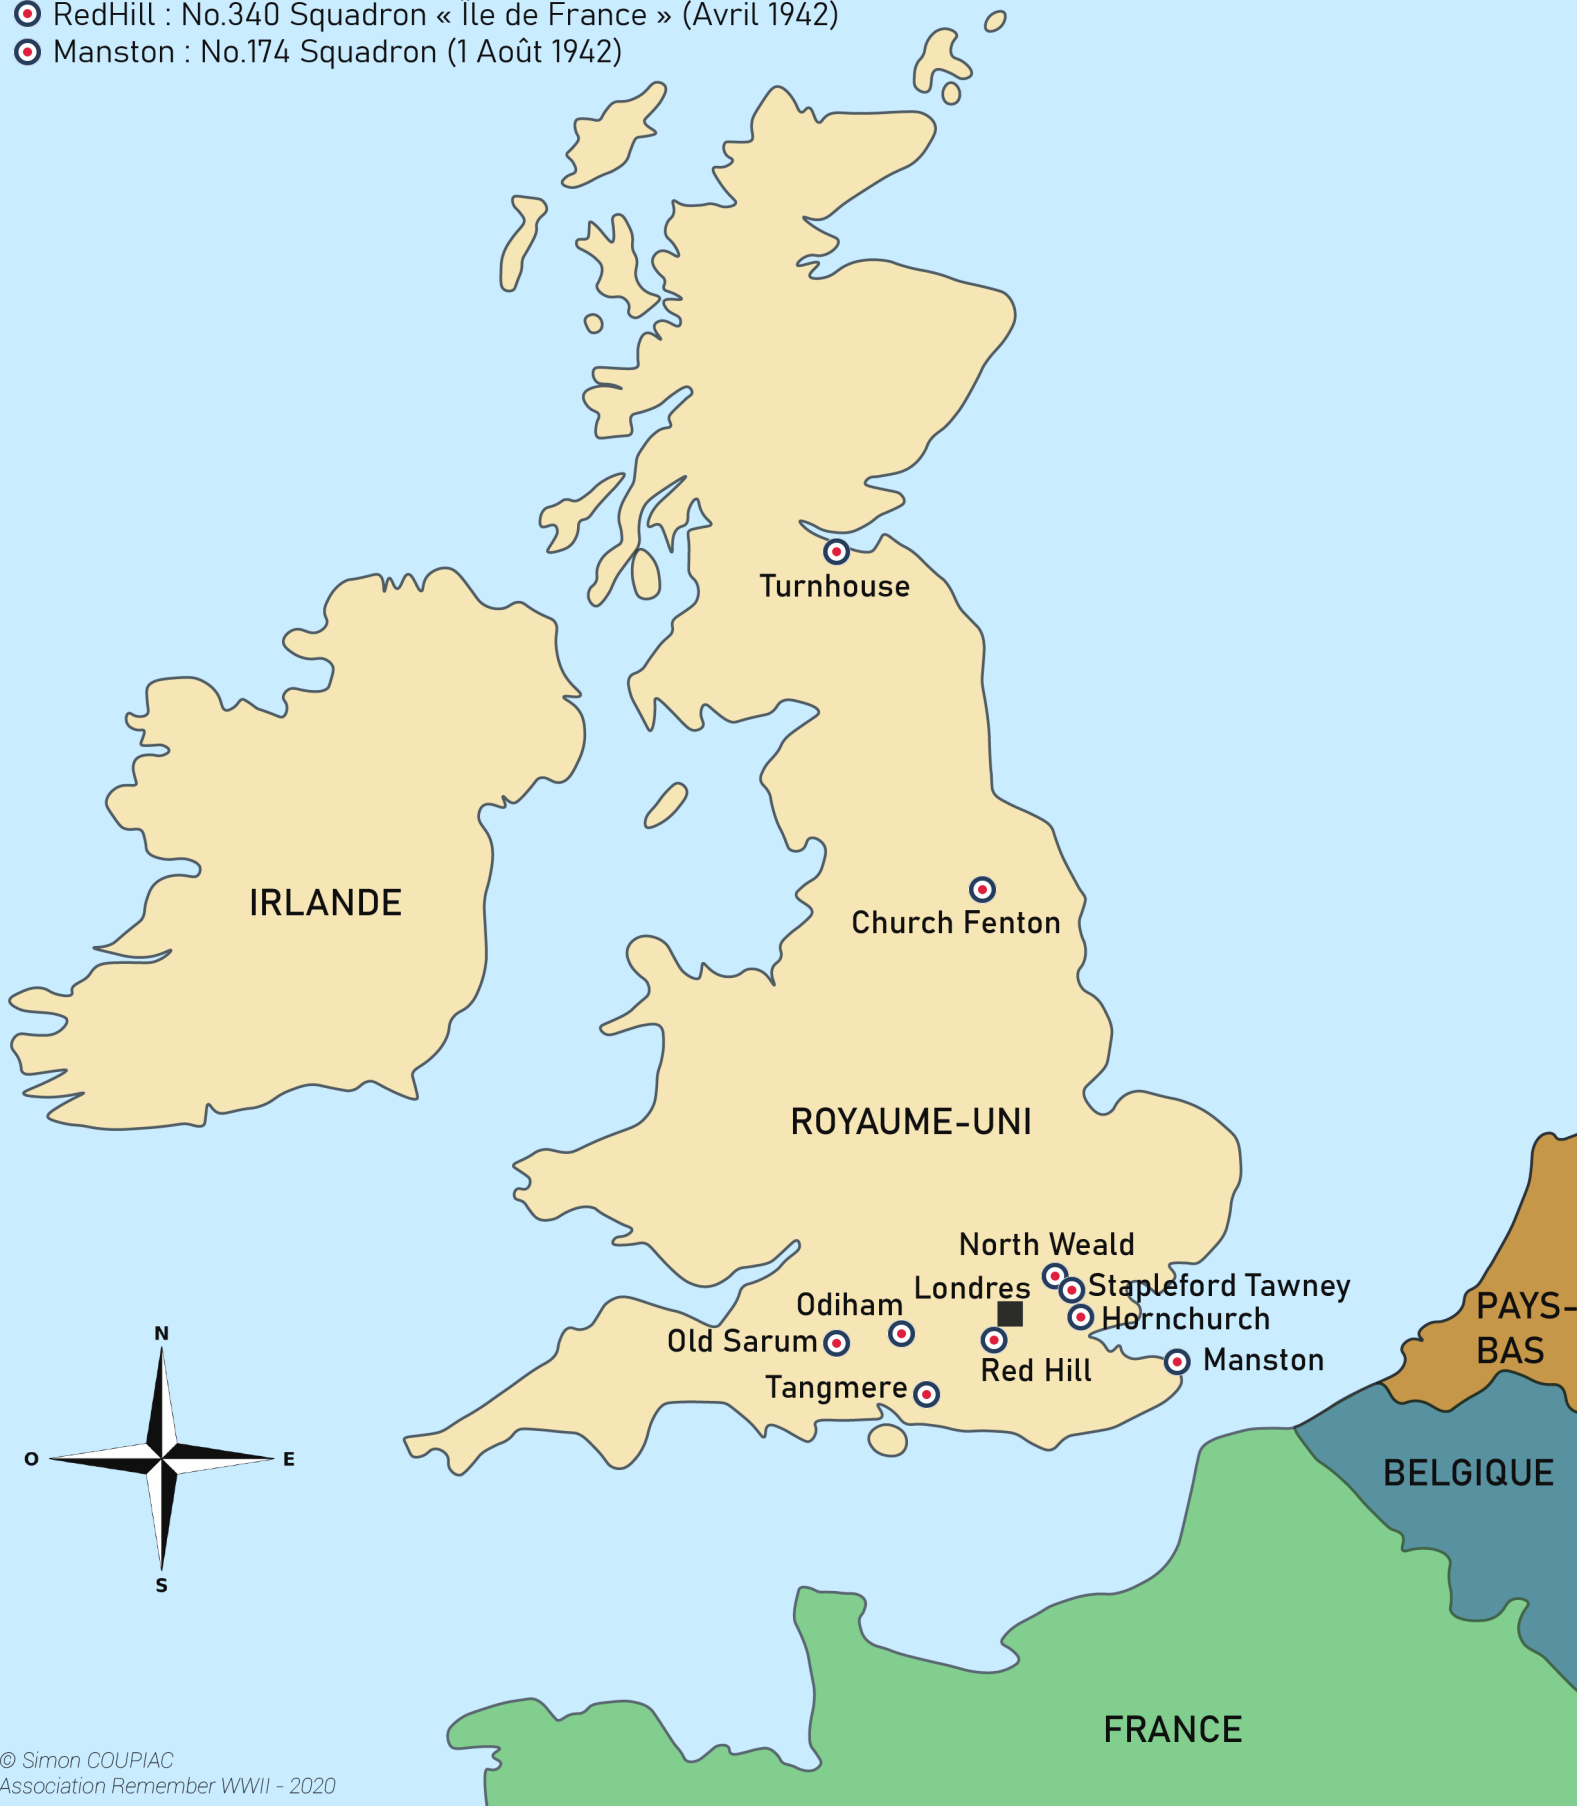 RedHill : No.340 Squadron « Île de France » (Avril 1942)
Manston : No.174 Squadron (1 Août 1942)
Turnhouse
IRLANDE
Church Fenton
ROYAUME-UNI
North Weald
Londres
Stapleford Tawney
Odiham
Hornchurch
Old Sarum
Red Hill
Manston
Tangmere
PAYS-
BAS
BELGIQUE
N
O
E
S
FRANCE
© Simon COUPIAC
Association Remember WWII - 2020